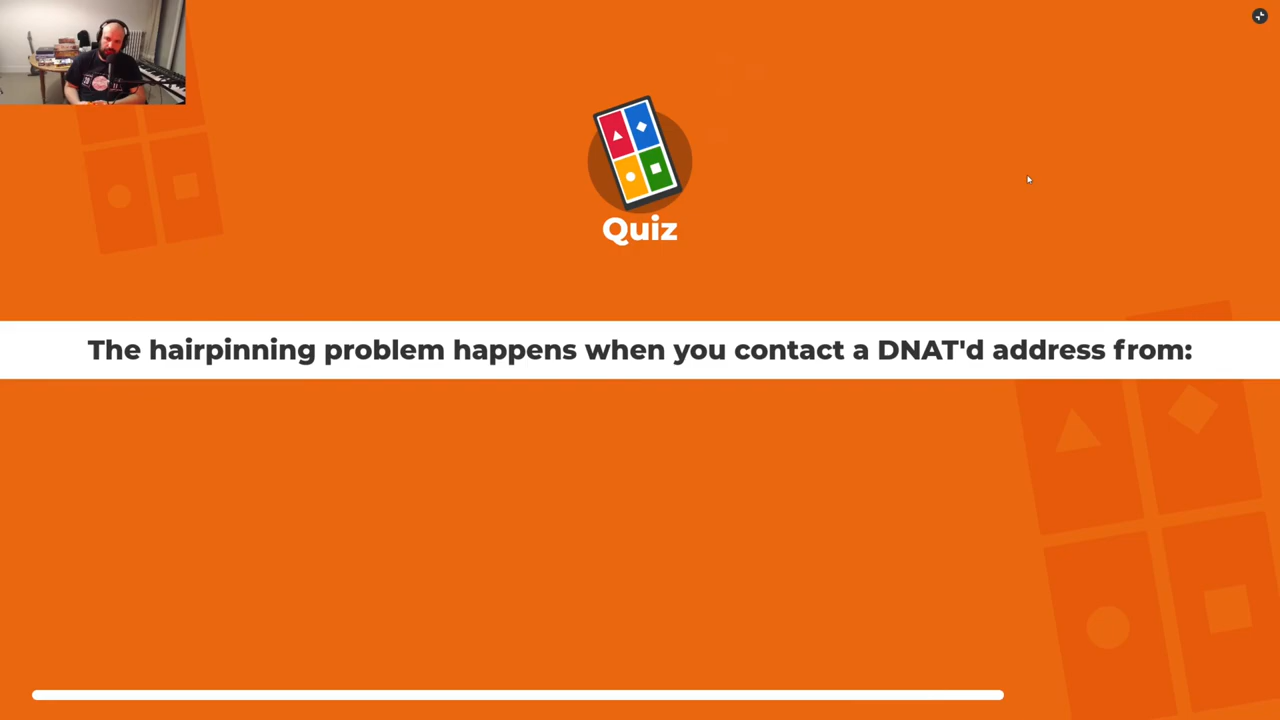 Quiz
The hairpinning problem happens when you contact a DNAT'd address from: